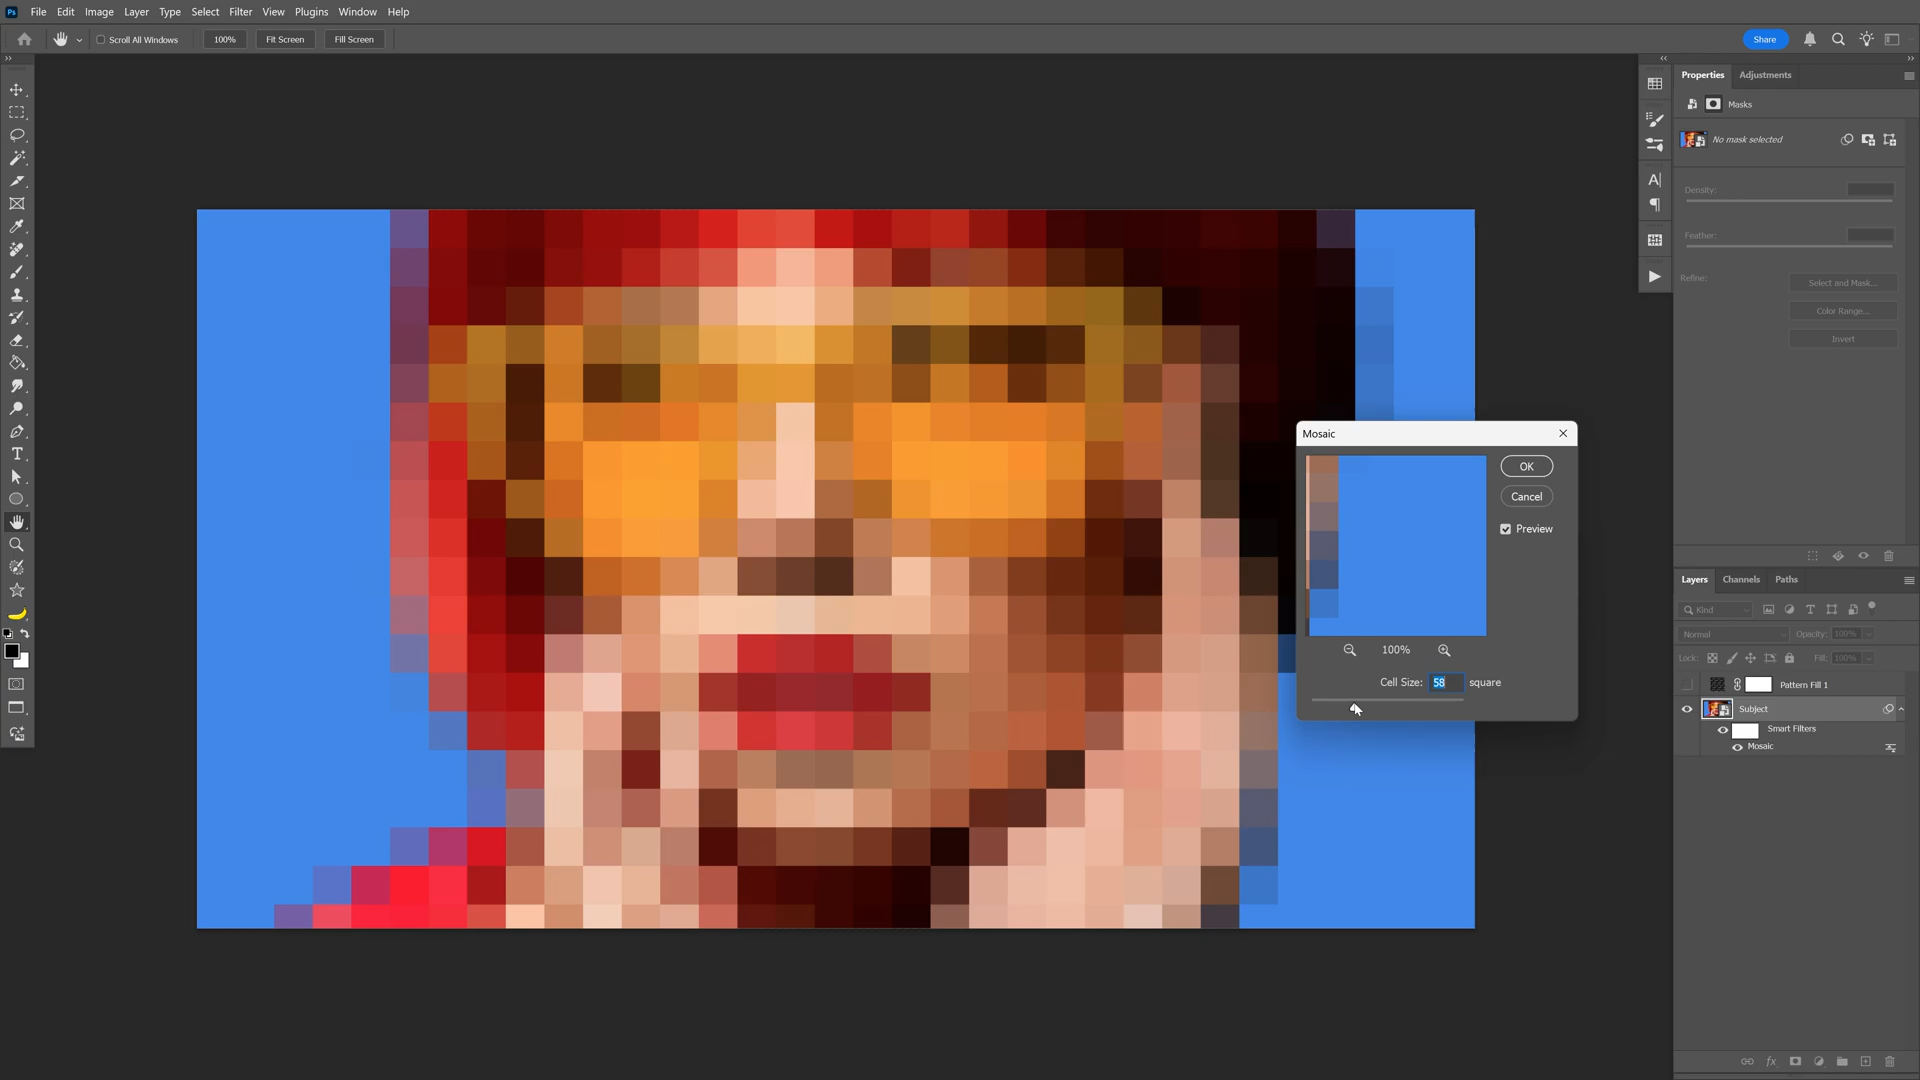 Ps File Edit Image Layer Type Select Filter View Plugins Window Help
Scroll All Windows 100% Fit Screen Fill Screen Share
Properties Adjustments
Masks
No mask selected
Density:
Feather:
Refine: Select and Mask...
Color Range...
Invert
Mosaic
OK
Cancel
Preview
100%
Cell Size: 58 square
Layers Channels Paths
Kind
Normal Opacity: 100%
Lock: Fill: 100%
Pattern Fill 1
Subject
Smart Filters
Mosaic